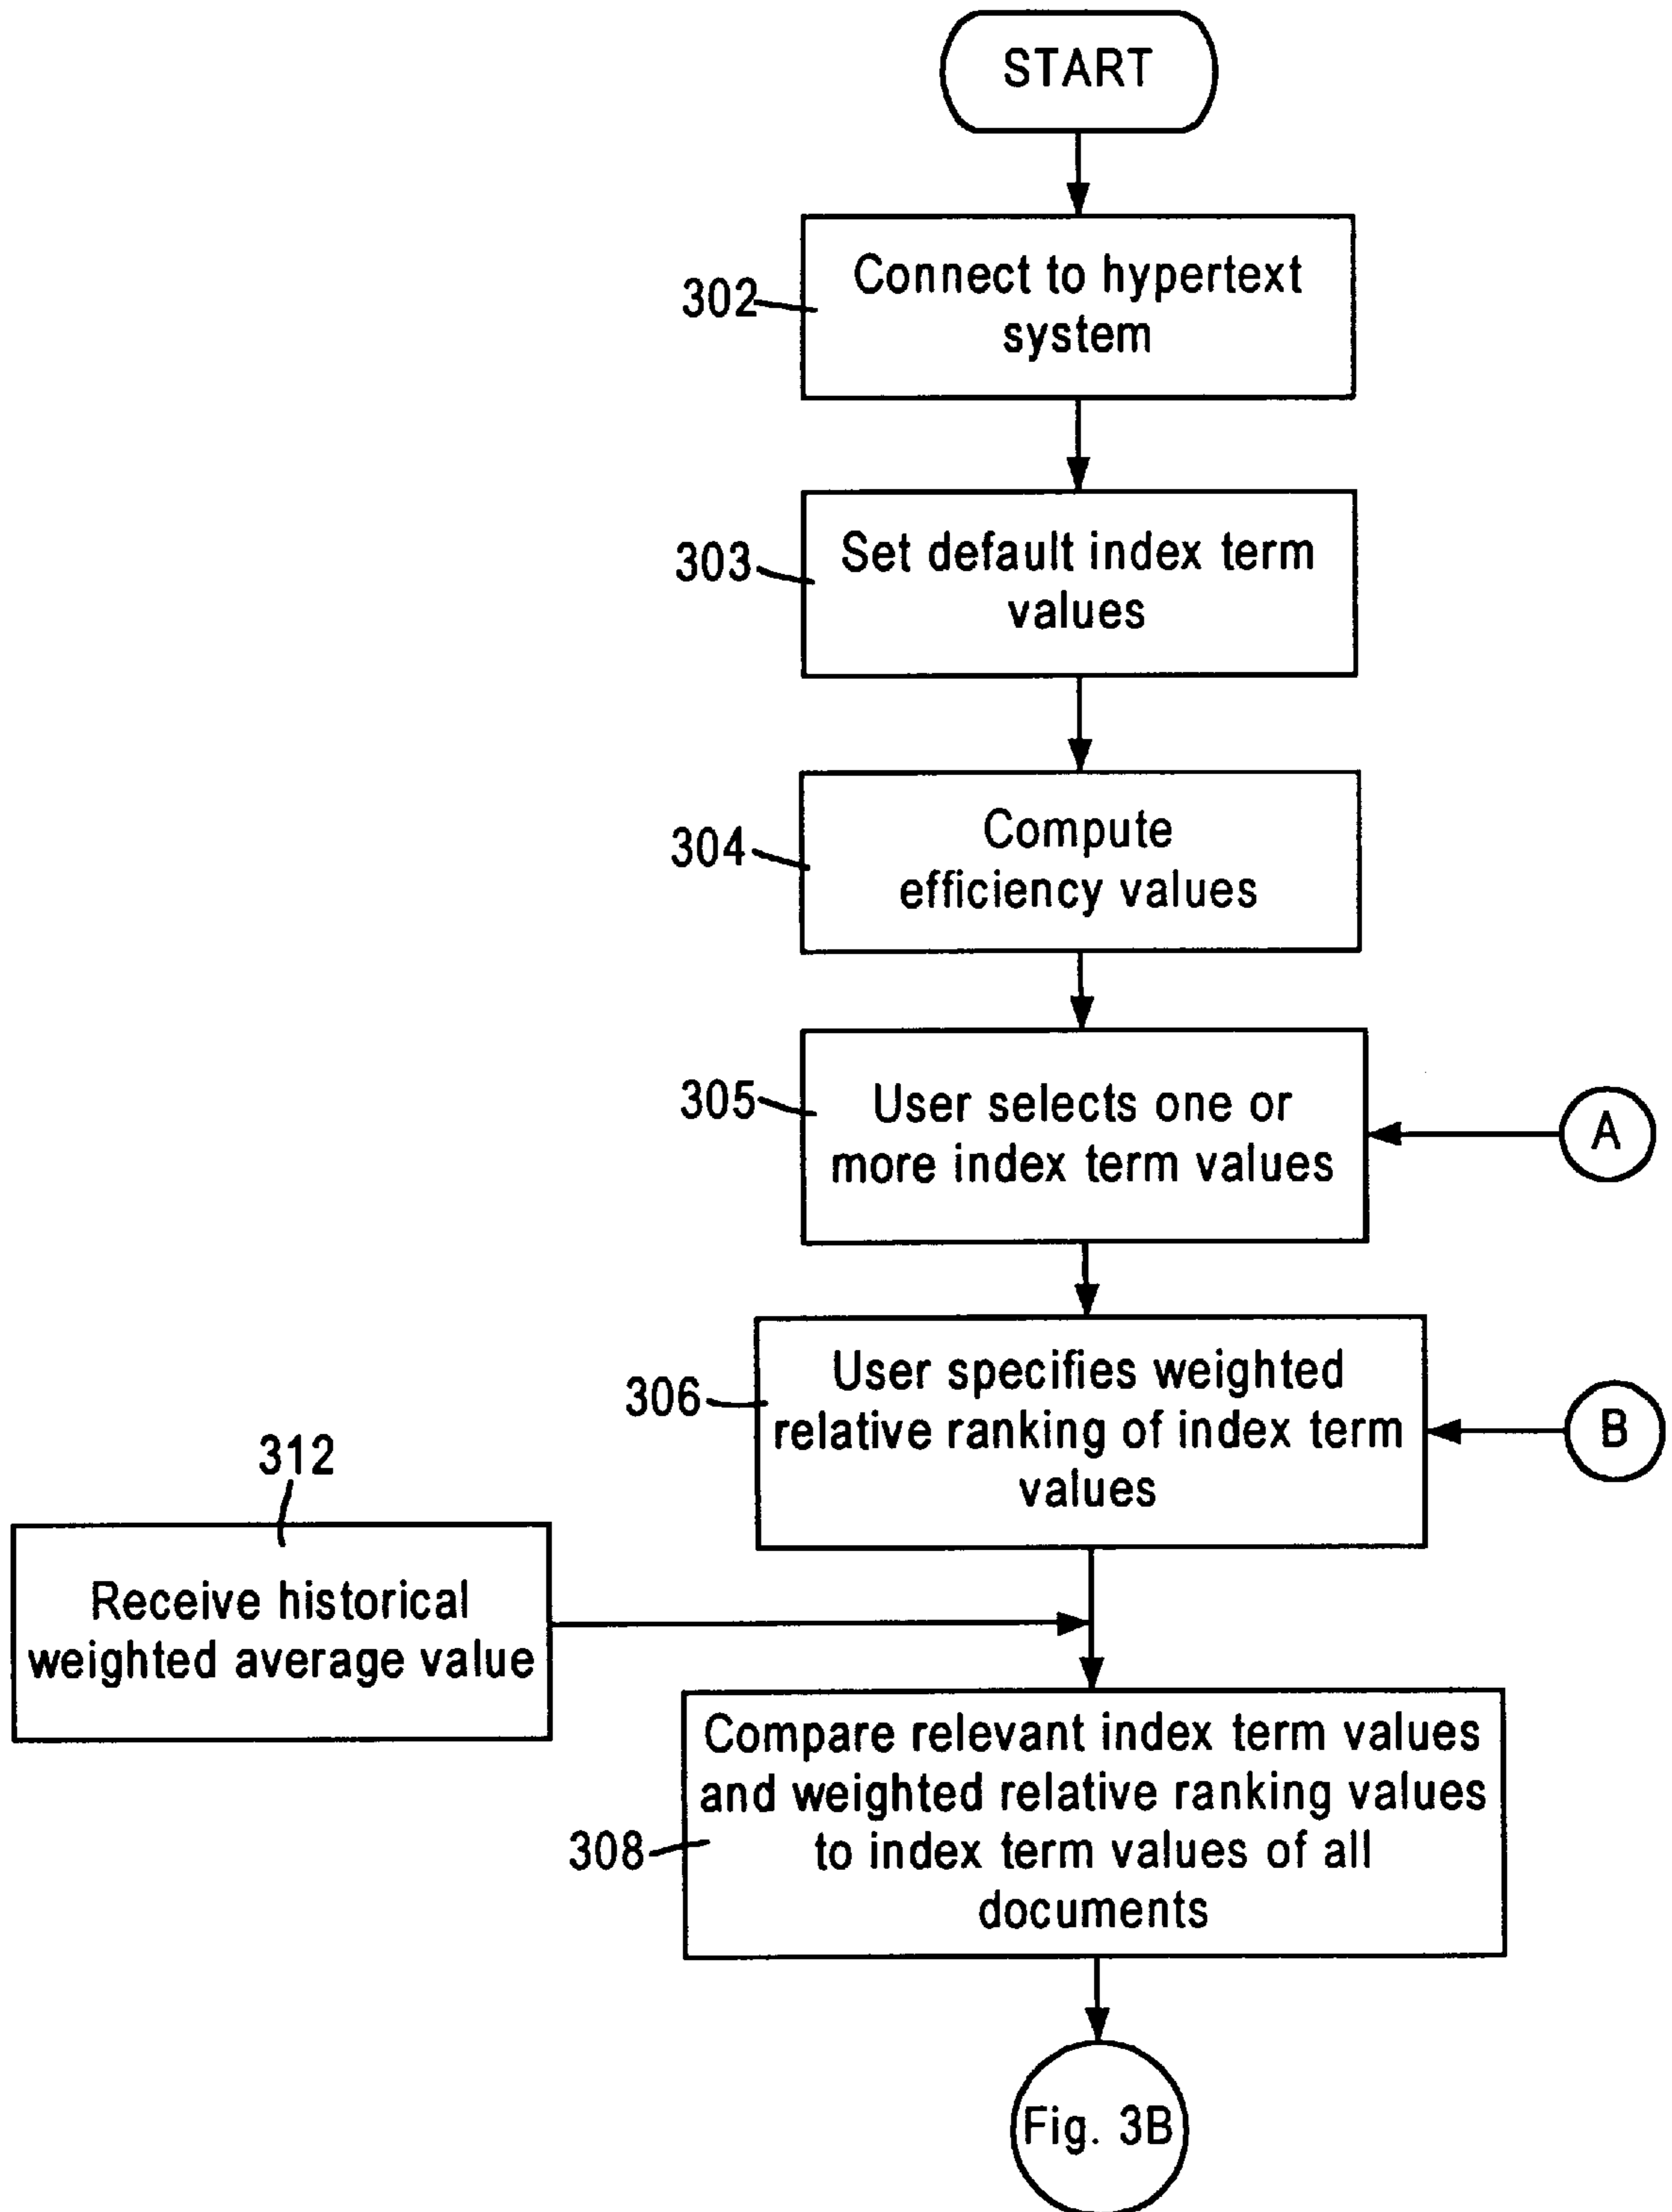 START
302
Connect to hypertext
system
303
Set default index term
values
304
Compute
efficiency values
305
User selects one or
more index term values
A
306
User specifies weighted
relative ranking of index term
values
B
312
Receive historical
weighted average value
308
Compare relevant index term values
and weighted relative ranking values
to index term values of all
documents
Fig. 3B